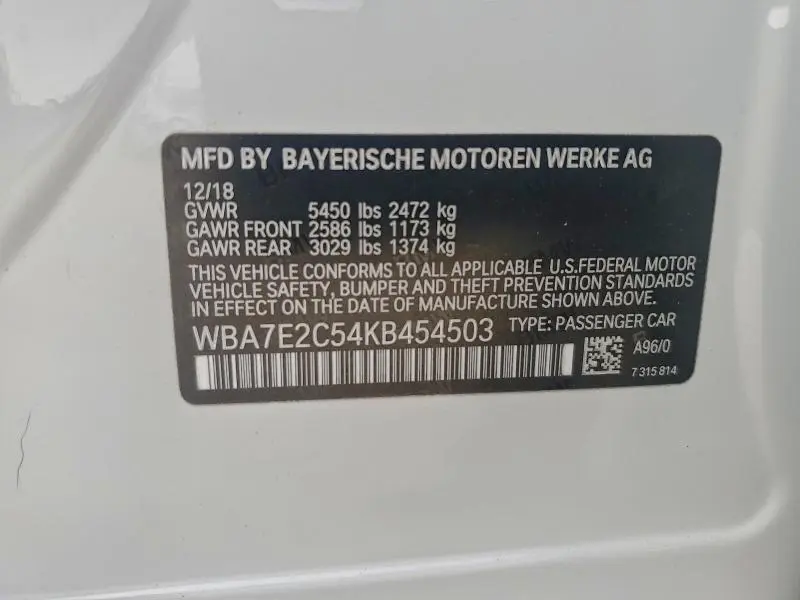 MFD BY BAYERISCHE MOTOREN WERKE AG
12/18
GVWR 5450 lbs 2472 kg
GAWR FRONT 2586 lbs 1173 kg
GAWR REAR 3029 lbs 1374 kg
THIS VEHICLE CONFORMS TO ALL APPLICABLE U.S.FEDERAL MOTOR
VEHICLE SAFETY, BUMPER AND THEFT PREVENTION STANDARDS
IN EFFECT ON THE DATE OF MANUFACTURE SHOWN ABOVE.
WBA7E2C54KB454503 TYPE: PASSENGER CAR
A96/0
7 315 814